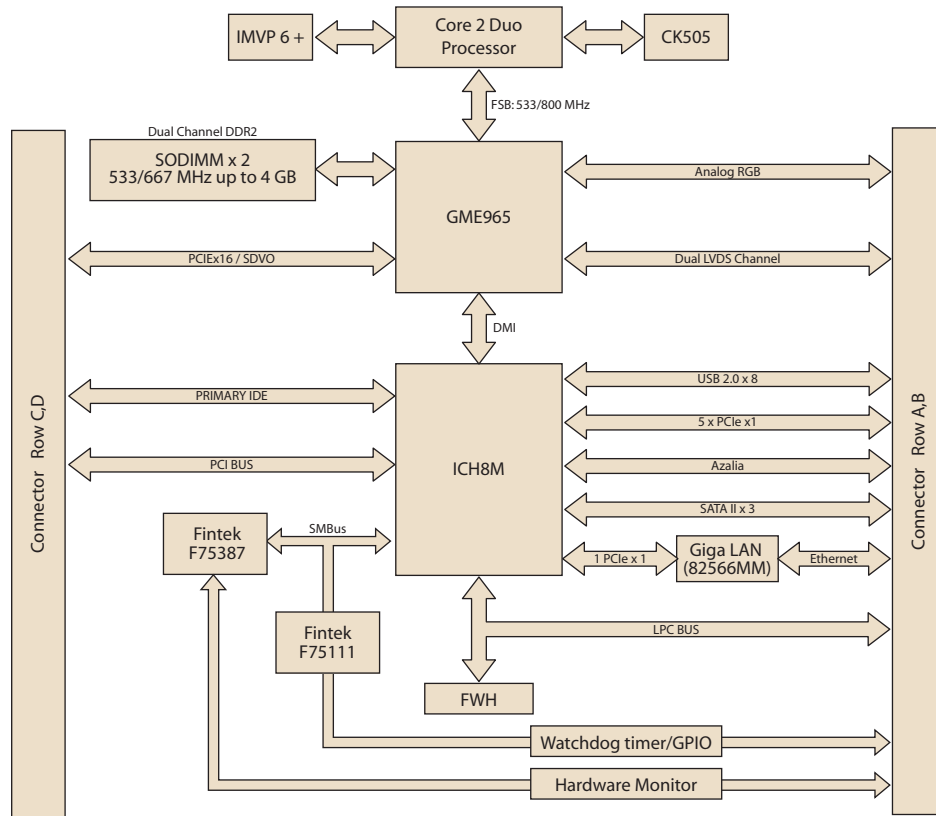 IMVP 6 +
Core 2 Duo
Processor
CK505
FSB: 533/800 MHz
Dual Channel DDR2
SODIMM x 2
533/667 MHz up to 4 GB
GME965
Analog RGB
PCIEx16 / SDVO
Dual LVDS Channel
DMI
Connector Row C,D
Connector Row A,B
PRIMARY IDE
PCI BUS
ICH8M
USB 2.0 x 8
5 x PCIe x1
Azalia
SATA II x 3
Fintek
F75387
SMBus
1 PCIe x 1
Giga LAN
(82566MM)
Ethernet
Fintek
F75111
LPC BUS
FWH
Watchdog timer/GPIO
Hardware Monitor